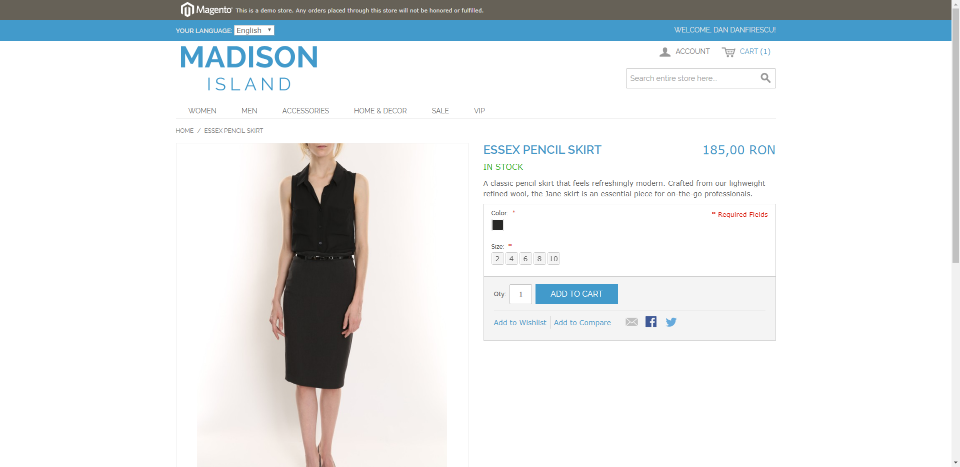 Magento This is a demo store. Any orders placed through this store will not be honored or fulfilled.
YOUR LANGUAGE: English WELCOME, DAN DANFIRESCU!
MADISON
ISLAND
ACCOUNT CART (1)
Search entire store here...
WOMEN MEN ACCESSORIES HOME & DECOR SALE VIP
HOME / ESSEX PENCIL SKIRT
ESSEX PENCIL SKIRT 185,00 RON
IN STOCK
A classic pencil skirt that feels refreshingly modern. Crafted from our lighweight
refined wool, the Jane skirt is an essential piece for on-the-go professionals.
Color: * * Required Fields
Size: *
2 4 6 8 10
Qty: 1 ADD TO CART
Add to Wishlist Add to Compare